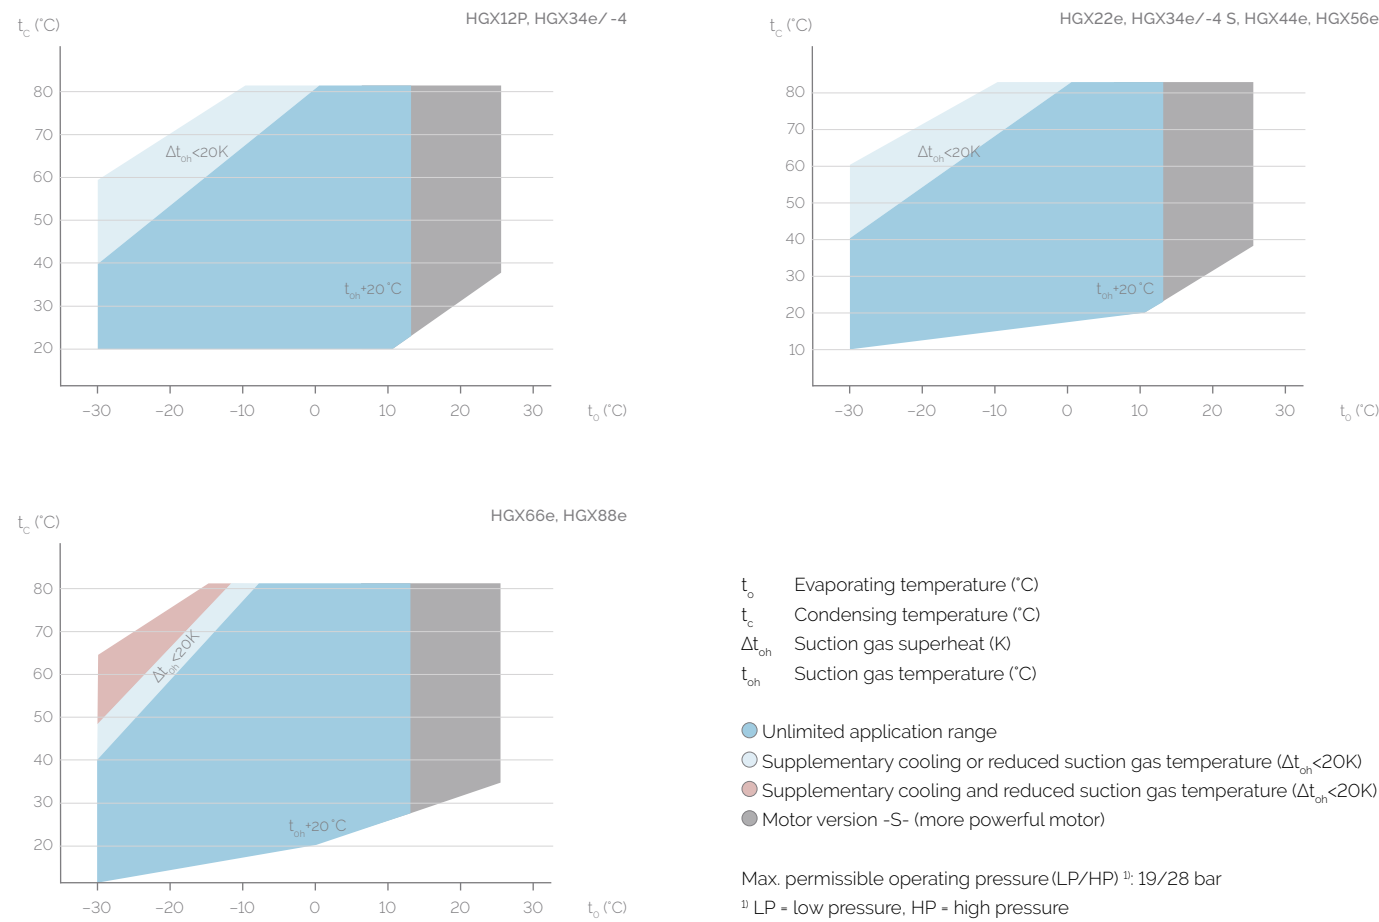 tc (˚C)
HGX12P, HGX34e/ -4
80
70
60
50
40
30
20
Δtoh<20K
toh+20˚C
−30
−20
−10
0
10
20
30
to (˚C)
tc (˚C)
HGX22e, HGX34e/-4 S, HGX44e, HGX56e
80
70
60
50
40
30
20
10
Δtoh<20K
toh+20˚C
−30
−20
−10
0
10
20
30
to (˚C)
tc (˚C)
HGX66e, HGX88e
80
70
60
50
40
30
20
Δtoh<20K
toh+20˚C
−30
−20
−10
0
10
20
30
to (˚C)
to Evaporating temperature (˚C)
tc Condensing temperature (˚C)
Δtoh Suction gas superheat (K)
toh Suction gas temperature (˚C)
Unlimited application range
Supplementary cooling or reduced suction gas temperature (Δtoh<20K)
Supplementary cooling and reduced suction gas temperature (Δtoh<20K)
Motor version -S- (more powerful motor)
Max. permissible operating pressure (LP/HP) 1): 19/28 bar
1) LP = low pressure, HP = high pressure